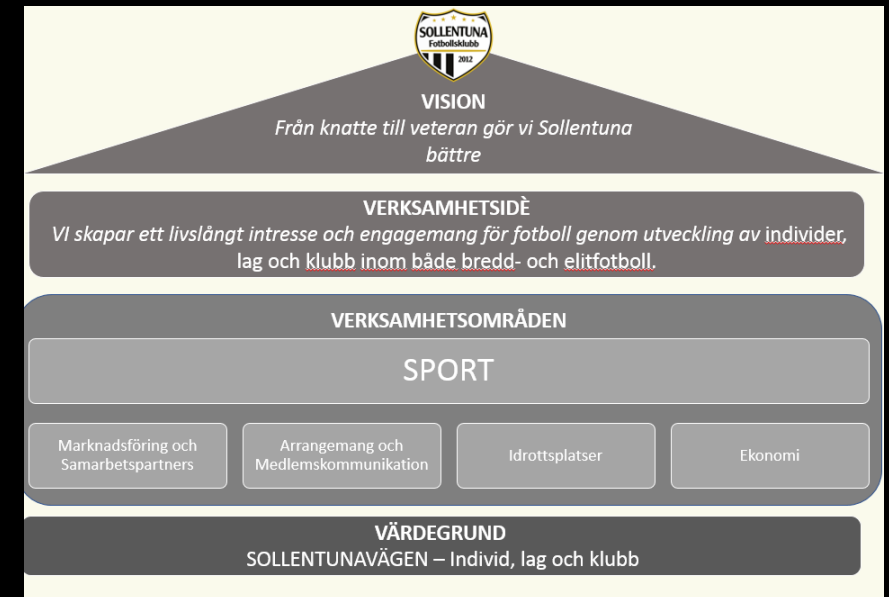 SOLLENTUNA
Fotbollsklubb
2012
VISION
Från knatte till veteran gör vi Sollentuna
bättre
VERKSAMHETSIDÈ
VI skapar ett livslångt intresse och engagemang för fotboll genom utveckling av individer,
lag och klubb inom både bredd- och elitfotboll.
VERKSAMHETSOMRÅDEN
SPORT
Marknadsföring och
Samarbetspartners
Arrangemang och
Medlemskommunikation
Idrottsplatser
Ekonomi
VÄRDEGRUND
SOLLENTUNAVÄGEN – Individ, lag och klubb